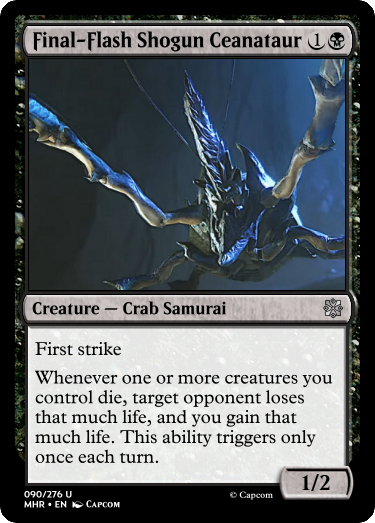 Final-Flash Shogun Ceanataur 1
Creature — Crab Samurai
First strike
Whenever one or more creatures you
control die, target opponent loses
that much life, and you gain that
much life. This ability triggers only
once each turn.
1/2
090/276 U
MHR • EN Capcom
© Capcom